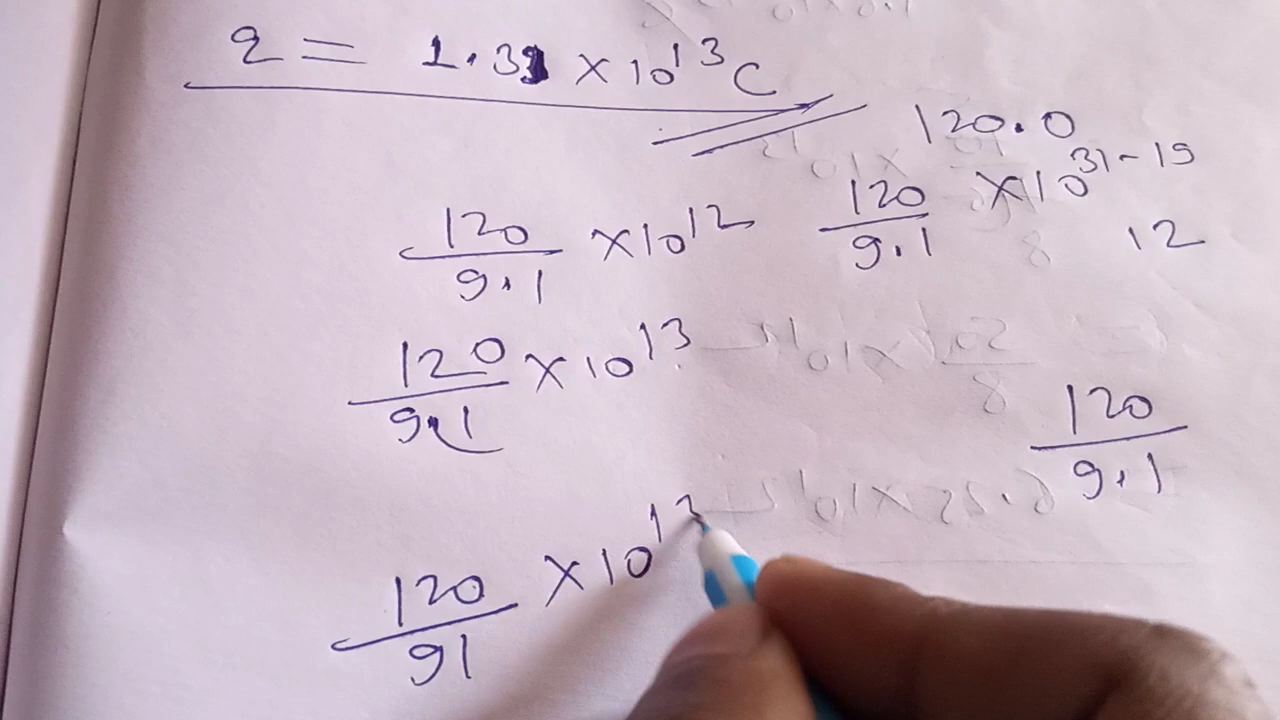 q = 1.31 × 10¹³ C
120.0
120/9.1 × 10³¹⁻¹⁹
12
120/9.1 × 10¹²
120/9.1 × 10¹³
120/9.1
120/91 × 10¹³